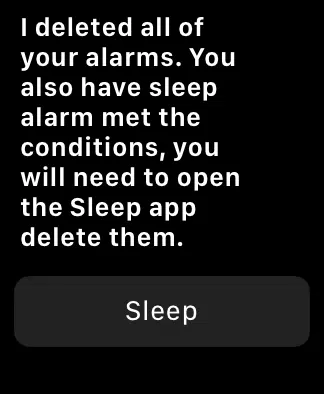 I deleted all of
your alarms. You
also have sleep
alarm met the
conditions, you
will need to open
the Sleep app
delete them.
Sleep